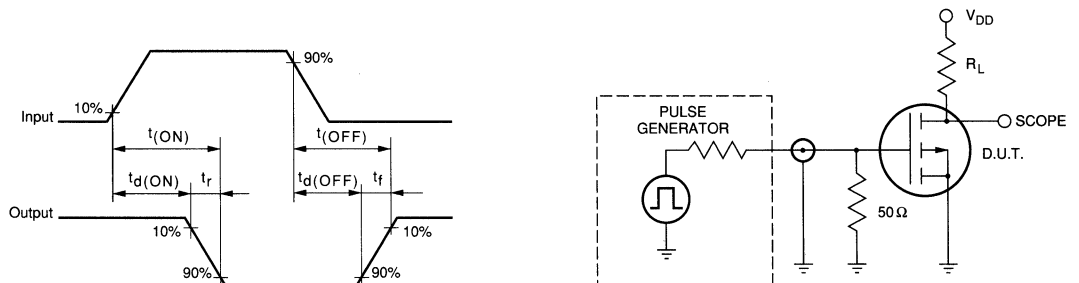 Input
10%
90%
t(ON)
t(OFF)
td(ON)
tr
td(OFF)
tf
Output
10%
90%
90%
10%
PULSE
GENERATOR
VDD
RL
SCOPE
D.U.T.
50Ω